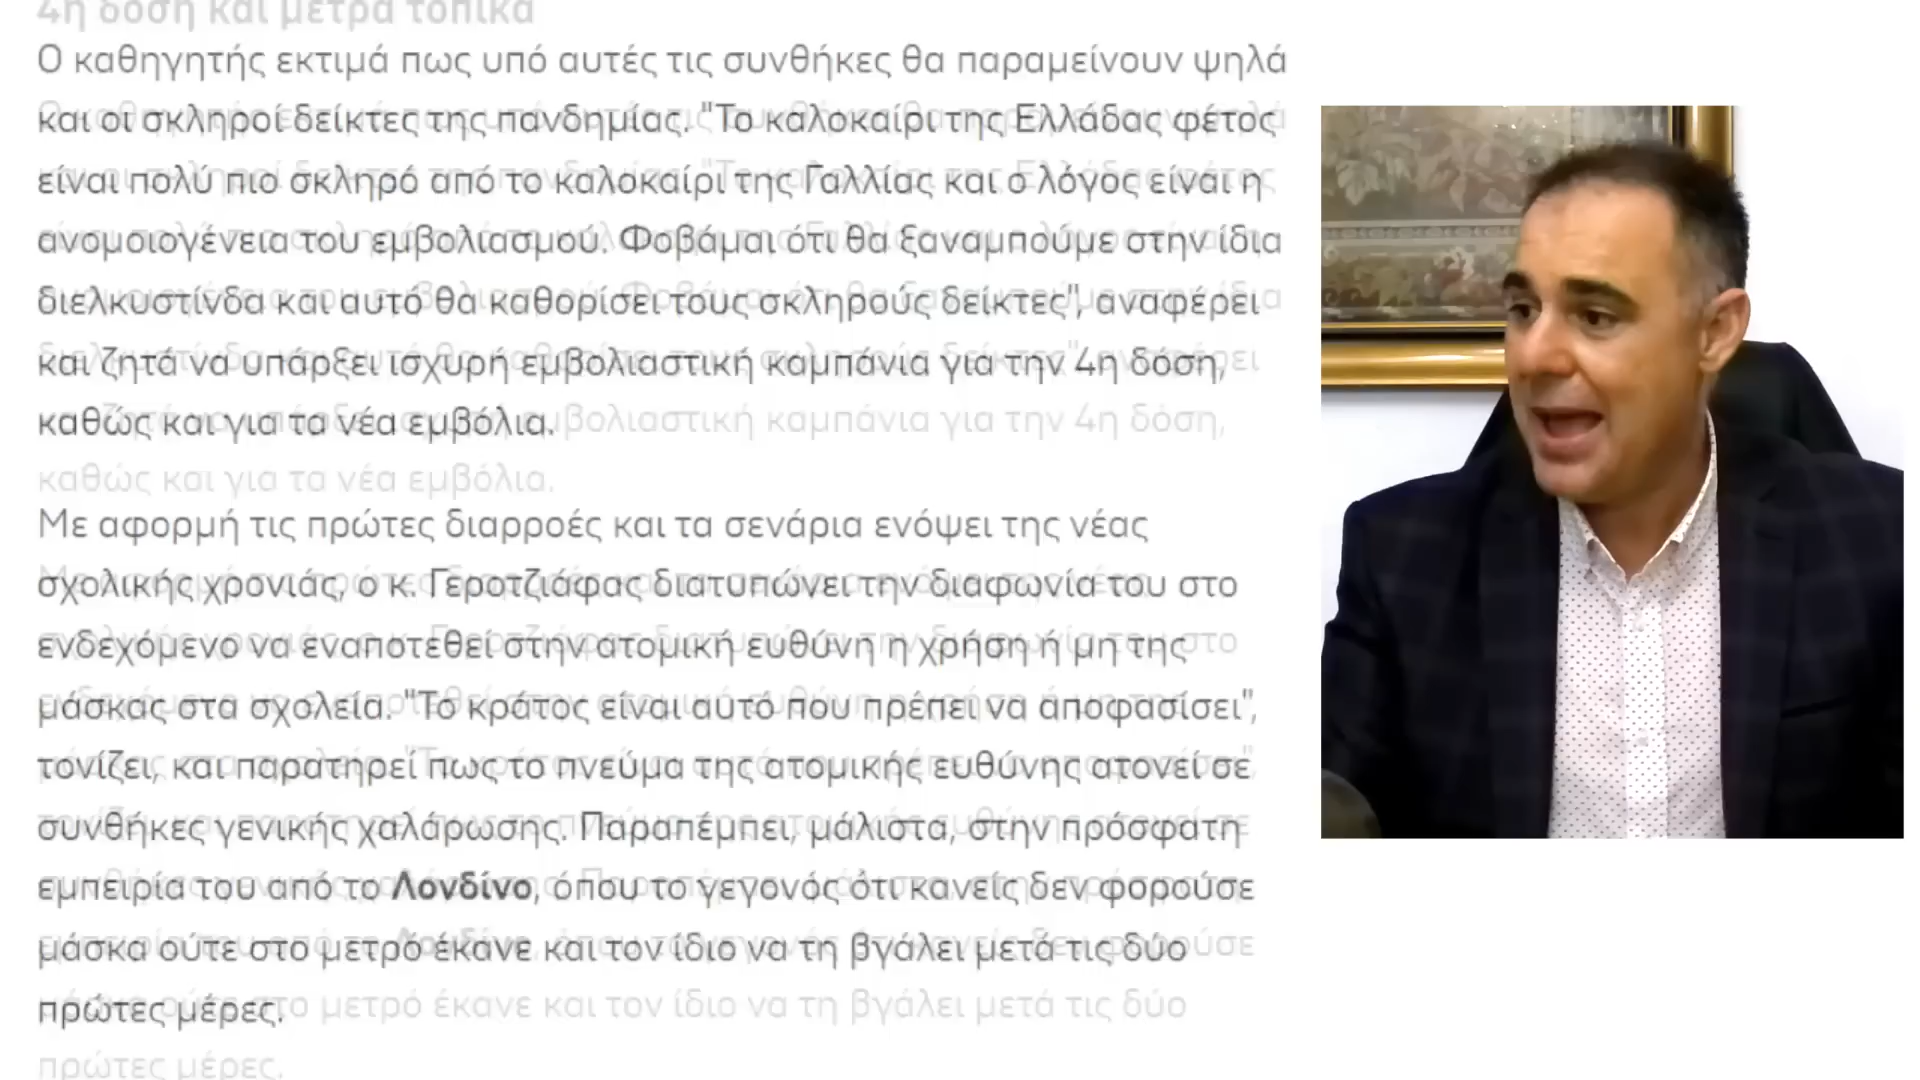 4η δόση και μέτρα τοπικά
Ο καθηγητής εκτιμά πως υπό αυτές τις συνθήκες θα παραμείνουν ψηλά
και οι σκληροί δείκτες της πανδημίας. "Το καλοκαίρι της Ελλάδας φέτος
είναι πολύ πιο σκληρό από το καλοκαίρι της Γαλλίας και ο λόγος είναι η
ανομοιογένεια του εμβολιασμού. Φοβάμαι ότι θα ξαναμπούμε στην ίδια
διελκυστίνδα και αυτό θα καθορίσει τους σκληρούς δείκτες", αναφέρει
και ζητά να υπάρξει ισχυρή εμβολιαστική καμπάνια για την 4η δόση,
καθώς και για τα νέα εμβόλια.
Με αφορμή τις πρώτες διαρροές και τα σενάρια ενόψει της νέας
σχολικής χρονιάς, ο κ. Γεροτζιάφας διατυπώνει την διαφωνία του στο
ενδεχόμενο να εναποτεθεί στην ατομική ευθύνη η χρήση ή μη της
μάσκας στα σχολεία. "Το κράτος είναι αυτό που πρέπει να αποφασίσει",
τονίζει, και παρατηρεί πως το πνεύμα της ατομικής ευθύνης ατονεί σε
συνθήκες γενικής χαλάρωσης. Παραπέμπει, μάλιστα, στην πρόσφατη
εμπειρία του από το Λονδίνο, όπου το γεγονός ότι κανείς δεν φορούσε
μάσκα ούτε στο μετρό έκανε και τον ίδιο να τη βγάλει μετά τις δύο
πρώτες μέρες.